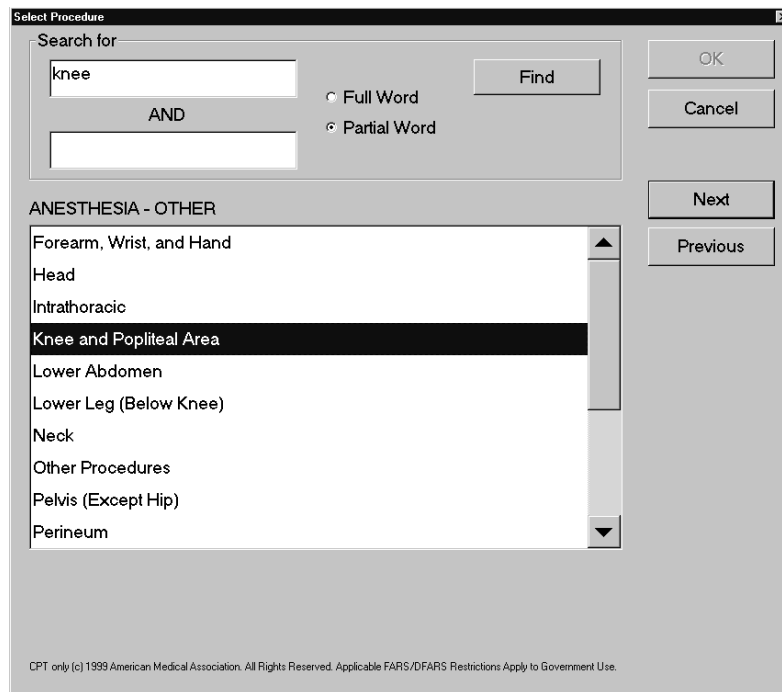 Select Procedure
Search for
knee
AND
Full Word
Partial Word
Find
OK
Cancel
Next
Previous
ANESTHESIA - OTHER
Forearm, Wrist, and Hand
Head
Intrathoracic
Knee and Popliteal Area
Lower Abdomen
Lower Leg (Below Knee)
Neck
Other Procedures
Pelvis (Except Hip)
Perineum
CPT only (c) 1999 American Medical Association. All Rights Reserved. Applicable FARS/DFARS Restrictions Apply to Government Use.